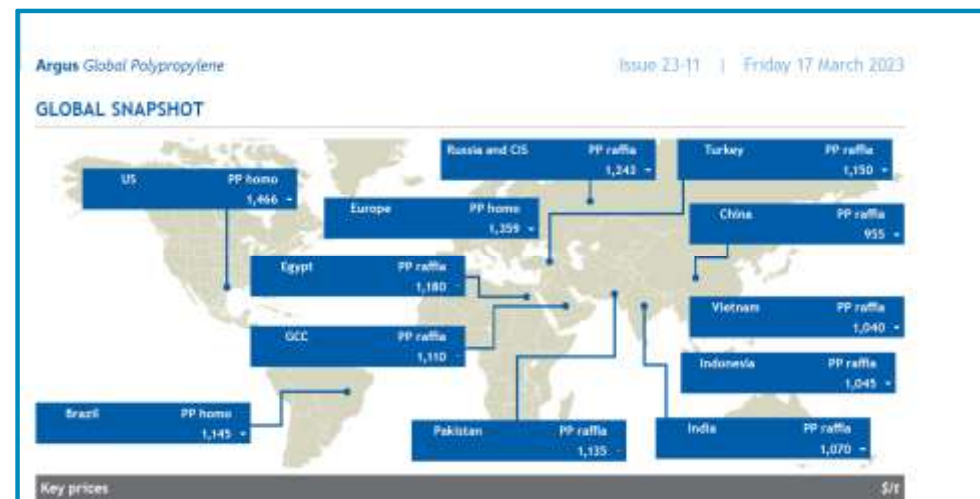 Argus Global Polypropylene
Issue 23-11 | Friday 17 March 2023
GLOBAL SNAPSHOT
Russia and CIS PP raffia
1,243
Turkey PP raffia
1,150
US PP homo
1,466
Europe PP homo
1,359
China PP raffia
955
Egypt PP raffia
1,180
Vietnam PP raffia
1,040
GCC PP raffia
1,110
Indonesia PP raffia
1,045
Brazil PP homo
1,145
Pakistan PP raffia
1,135
India PP raffia
1,070
Key prices $/t